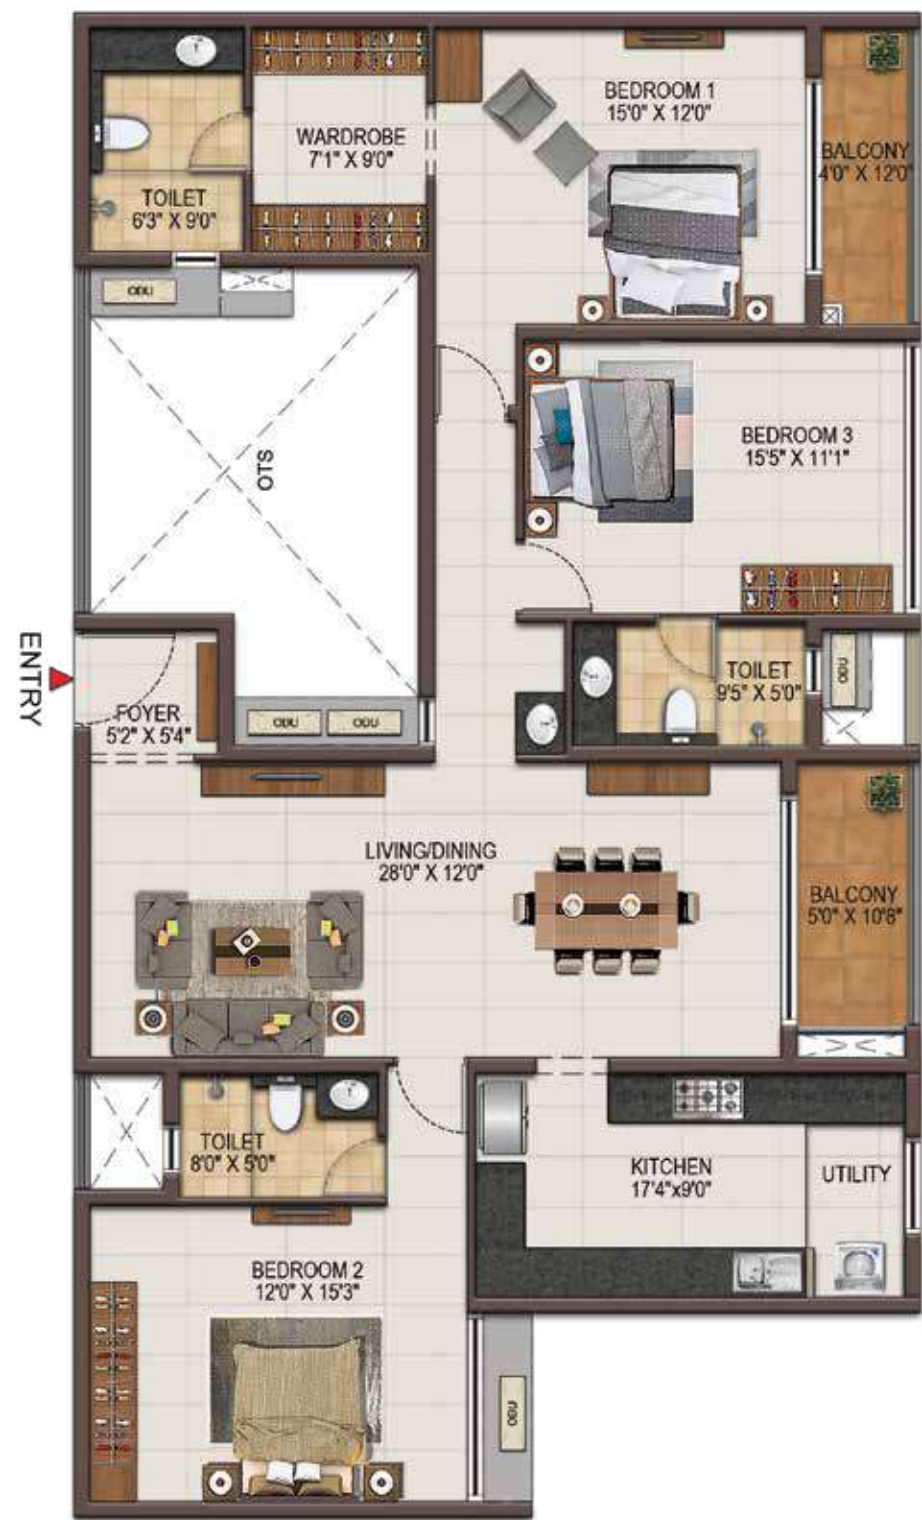 BEDROOM 1
15'0" X 12'0"
WARDROBE
7'1" X 9'0"
BALCONY
4'0" X 12'0"
TOILET
6'3" X 9'0"
ODU
OTS
BEDROOM 3
15'5" X 11'1"
ENTRY
FOYER
5'2" X 5'4"
ODU
ODU
TOILET
9'5" X 5'0"
ODU
LIVING/DINING
28'0" X 12'0"
BALCONY
5'0" X 10'8"
TOILET
8'0" X 5'0"
KITCHEN
17'4"x9'0"
UTILITY
BEDROOM 2
12'0" X 15'3"
ODU